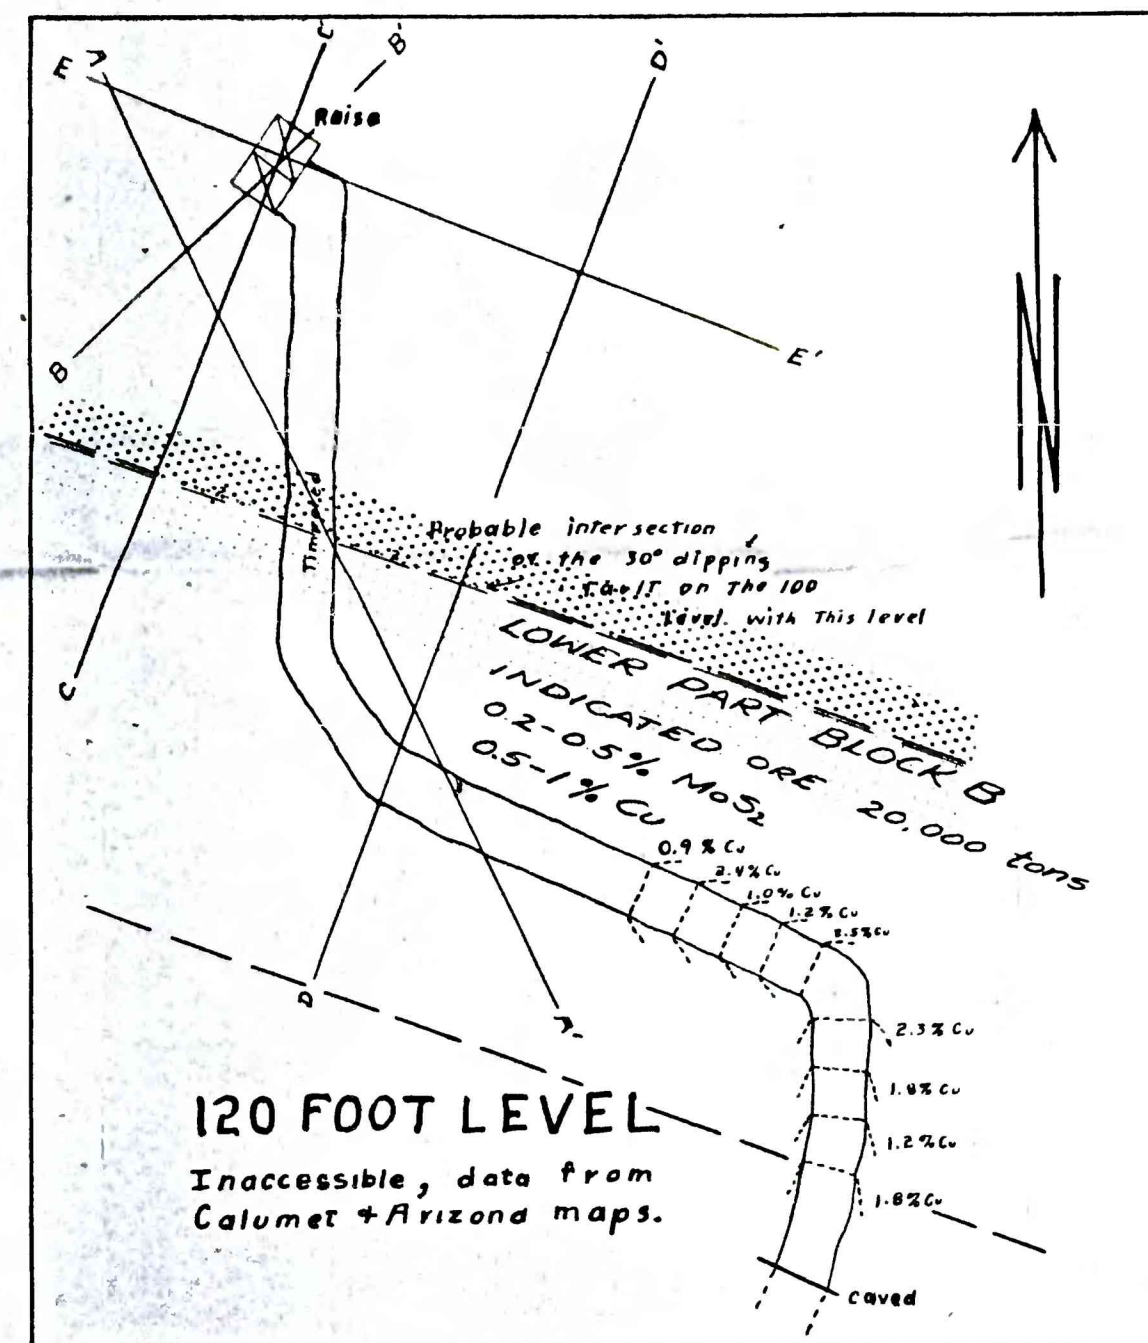 C'
B'
D'
E
A
Raise
E'
B
N
Timbered
Probable intersection
of the 30° dipping
fault on The 100
Level with This level
LOWER PART BLOCK B
INDICATED ORE 20,000 tons
0.2-0.5% MoS2
0.5-1% Cu
C
0.9 % Cu
2.4% Cu
1.0% Cu
1.2% Cu
2.3% Cu
1.8% Cu
1.2% Cu
1.8% Cu
D
A'
120 FOOT LEVEL
Inaccessible, data from
Calumet + Arizona maps.
caved